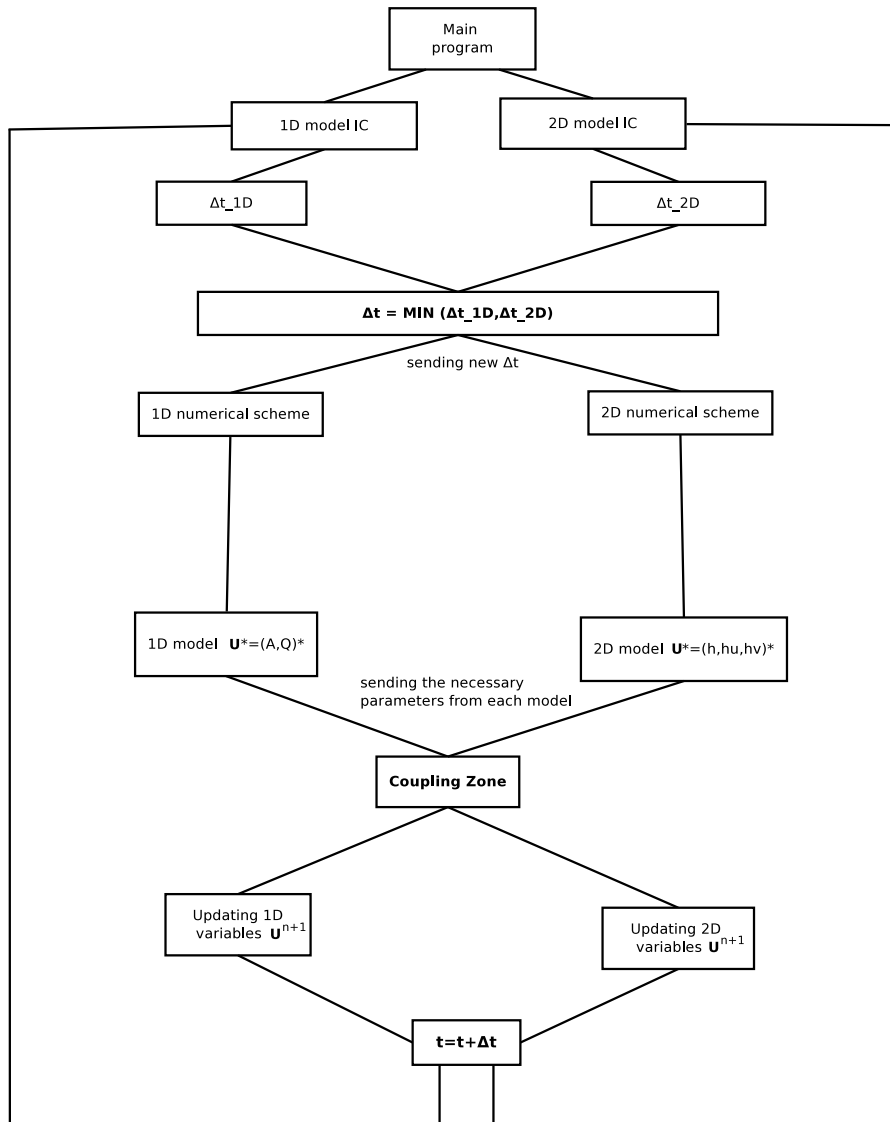 Main
program
1D model IC
2D model IC
Δt_1D
Δt_2D
Δt = MIN (Δt_1D,Δt_2D)
sending new Δt
1D numerical scheme
2D numerical scheme
1D model U*=(A,Q)*
2D model U*=(h,hu,hv)*
sending the necessary
parameters from each model
Coupling Zone
Updating 1D
variables Uⁿ⁺¹
Updating 2D
variables Uⁿ⁺¹
t=t+Δt